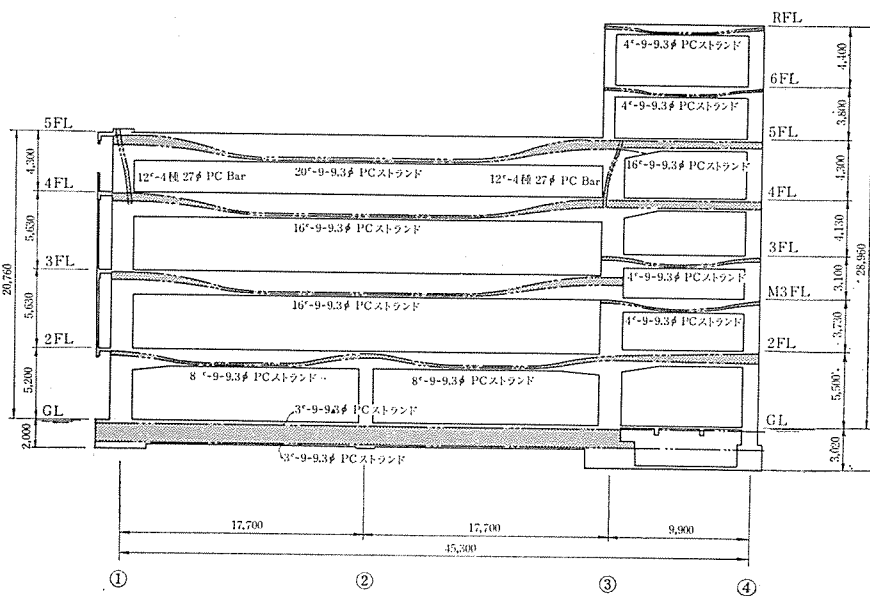 RFL
4ᶜ-9-9.3φ PCストランド
4,400
6FL
4ᶜ-9-9.3φ PCストランド
3,800
5FL
5FL
4,300
12ᶜ-4種 27φ PC Bar
20ᶜ-9-9.3φ PCストランド
12ᶜ-4種 27φ PC Bar
16ᶜ-9-9.3φ PCストランド
4,300
4FL
4FL
16ᶜ-9-9.3φ PCストランド
5,630
4,130
3FL
3FL
4ᶜ-9-9.3φ PCストランド
3,100
28,960
20,760
16ᶜ-9-9.3φ PCストランド
5,630
M3FL
4ᶜ-9-9.3φ PCストランド
3,730
2FL
2FL
8ᶜ-9-9.3φ PCストランド
8ᶜ-9-9.3φ PCストランド
5,200
5,500
3ᶜ-9-9.3φ PCストランド
GL
GL
2,000
3ᶜ-9-9.3φ PCストランド
3,020
17,700
17,700
9,900
45,300
①
②
③
④